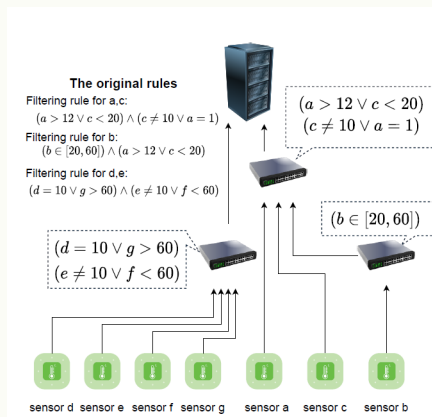 The original rules
Filtering rule for a,c:
(a > 12 ∨ c < 20) ∧ (c ≠ 10 ∨ a = 1)
Filtering rule for b:
(b ∈ [20, 60]) ∧ (a > 12 ∨ c < 20)
Filtering rule for d,e:
(d = 10 ∨ g > 60) ∧ (e ≠ 10 ∨ f < 60)
(a > 12 ∨ c < 20)
(c ≠ 10 ∨ a = 1)
(b ∈ [20, 60])
(d = 10 ∨ g > 60)
(e ≠ 10 ∨ f < 60)
sensor d sensor e sensor f sensor g sensor a sensor c sensor b